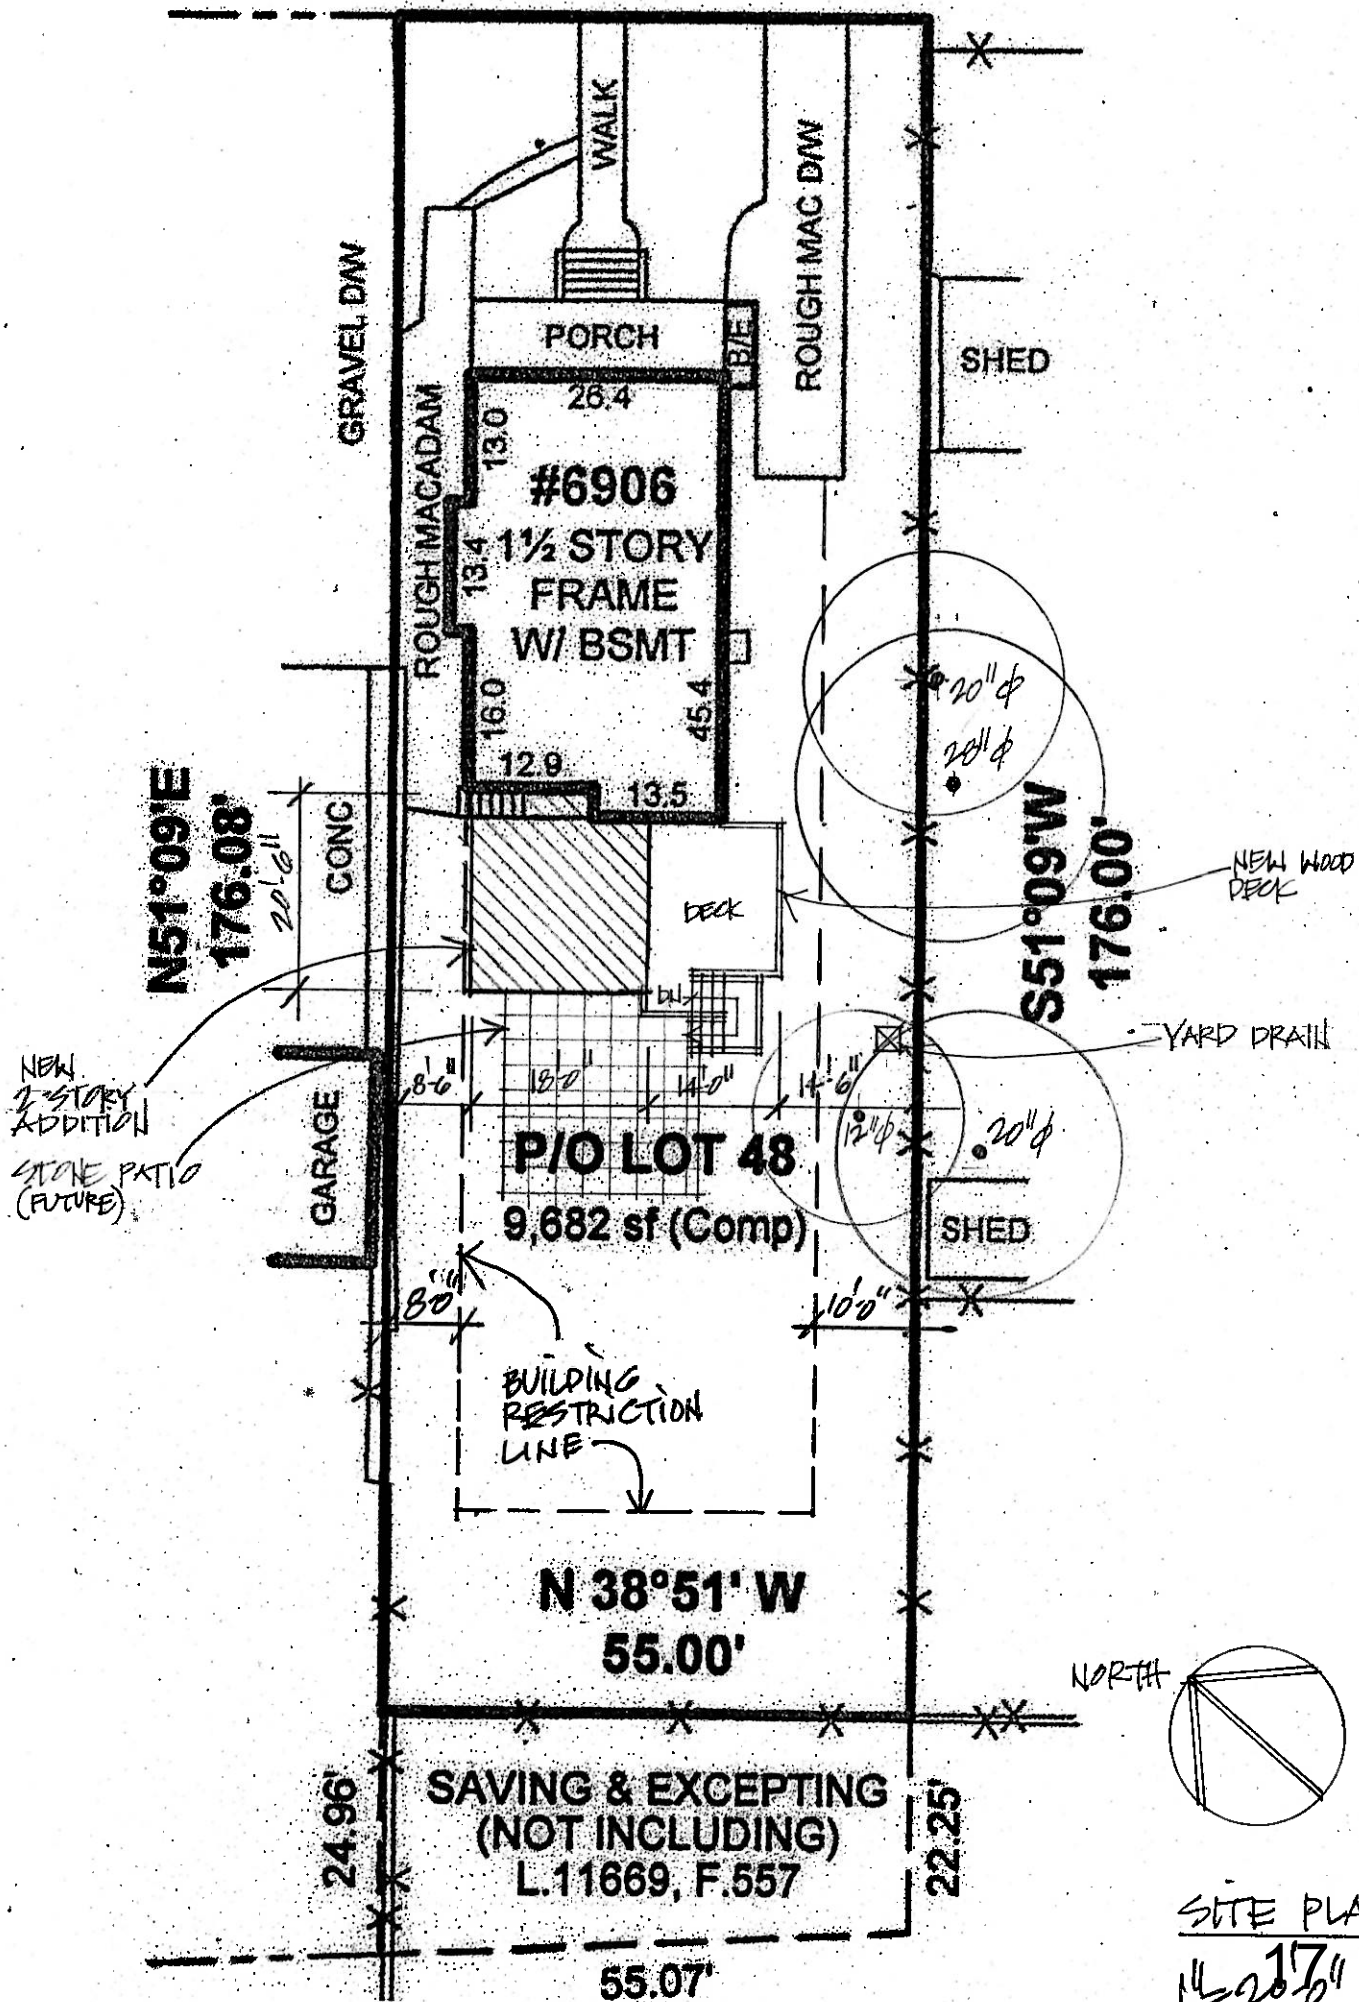 WALK
ROUGH MAC D/W
GRAVEL D/W
PORCH
B/E
SHED
26.4
13.0
ROUGH MACADAM
#6906
1½ STORY
FRAME
W/ BSMT
13.4
16.0
45.4
12.9
13.5
20"φ
28"φ
N51°09'E
176.08'
20'-6"
CONC
S51°09'W
176.00'
NEW WOOD
DECK
DECK
DN
YARD DRAIN
NEW
2-STORY
ADDITION
STONE PATIO
(FUTURE)
GARAGE
8'-6"
18'-0"
14'-0"
14'-6"
12"φ
20"φ
P/O LOT 48
9,682 sf (Comp)
SHED
8'-0"
10'-0"
BUILDING
RESTRICTION
LINE
N 38°51' W
55.00'
NORTH
24.96'
SAVING & EXCEPTING
(NOT INCLUDING)
L.11669, F.557
22.25'
55.07'
SITE PLA
17